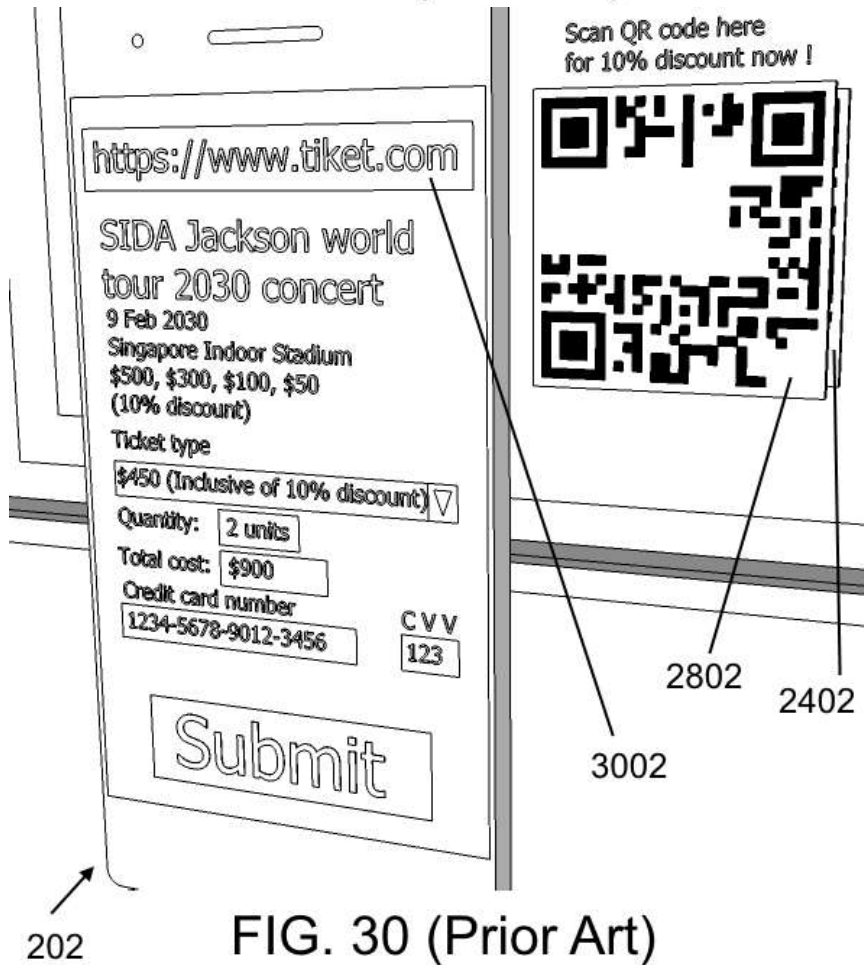 Scan QR code here
for 10% discount now !
https://www.tiket.com
SIDA Jackson world
tour 2030 concert
9 Feb 2030
Singapore Indoor Stadium
$500, $300, $100, $50
(10% discount)
Ticket type
$450 (Inclusive of 10% discount)
Quantity: 2 units
Total cost: $900
Credit card number
CVV
1234-5678-9012-3456
123
Submit
2802
2402
3002
202
FIG. 30 (Prior Art)